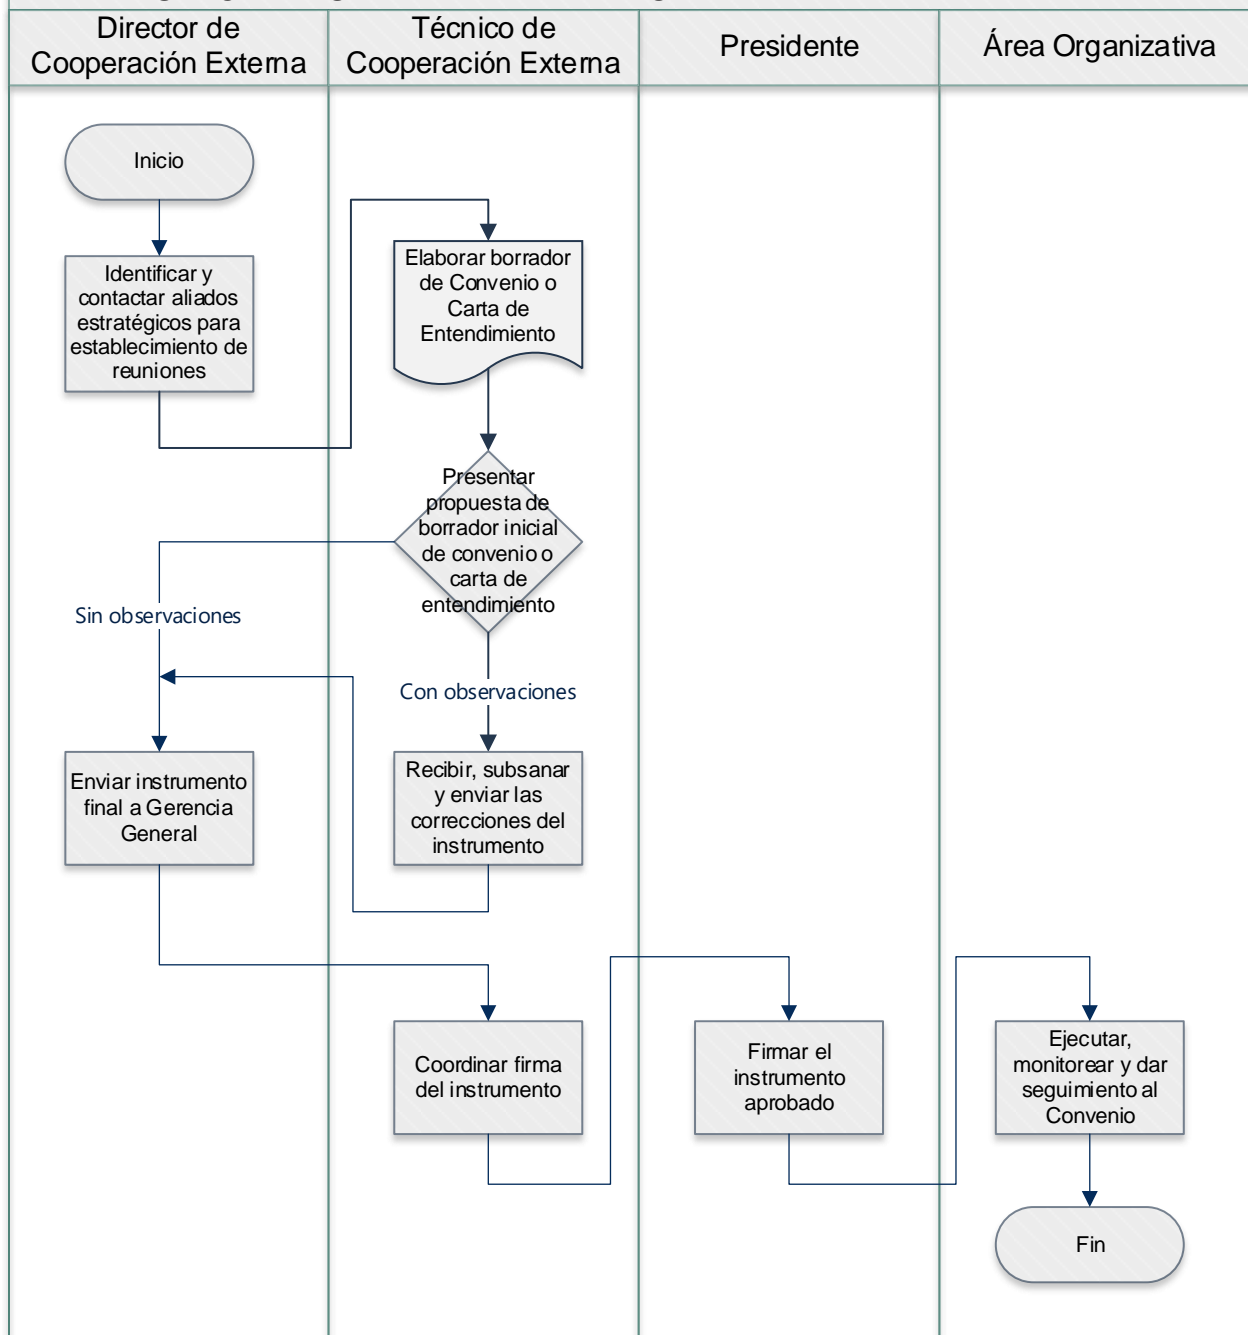 Director de
Cooperación Externa
Técnico de
Cooperación Externa
Presidente
Área Organizativa
Inicio
Identificar y
contactar aliados
estratégicos para
establecimiento de
reuniones
Elaborar borrador
de Convenio o
Carta de
Entendimiento
Presentar
propuesta de
borrador inicial
de convenio o
carta de
entendimiento
Sin observaciones
Con observaciones
Enviar instrumento
final a Gerencia
General
Recibir, subsanar
y enviar las
correcciones del
instrumento
Coordinar firma
del instrumento
Firmar el
instrumento
aprobado
Ejecutar,
monitorear y dar
seguimiento al
Convenio
Fin